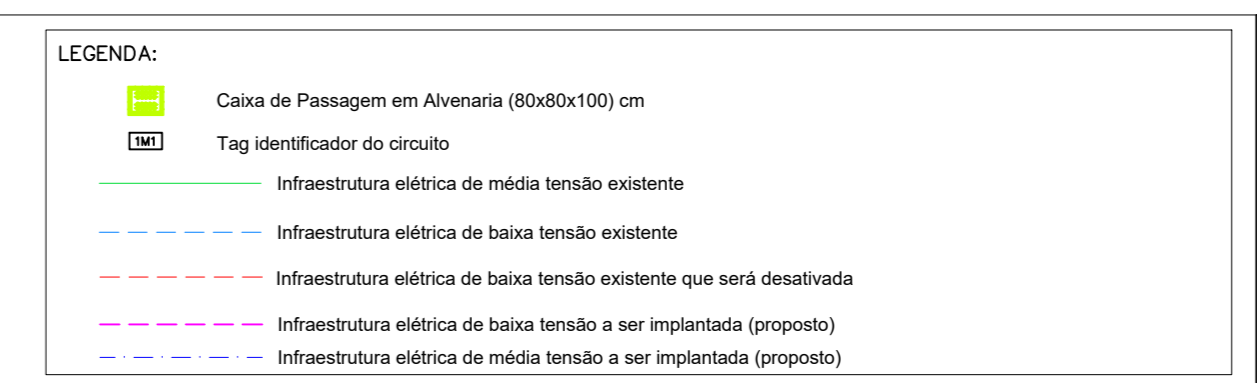 LEGENDA:
Caixa de Passagem em Alvenaria (80x80x100) cm
1M1 Tag identificador do circuito
Infraestrutura elétrica de média tensão existente
Infraestrutura elétrica de baixa tensão existente
Infraestrutura elétrica de baixa tensão existente que será desativada
Infraestrutura elétrica de baixa tensão a ser implantada (proposto)
Infraestrutura elétrica de média tensão a ser implantada (proposto)